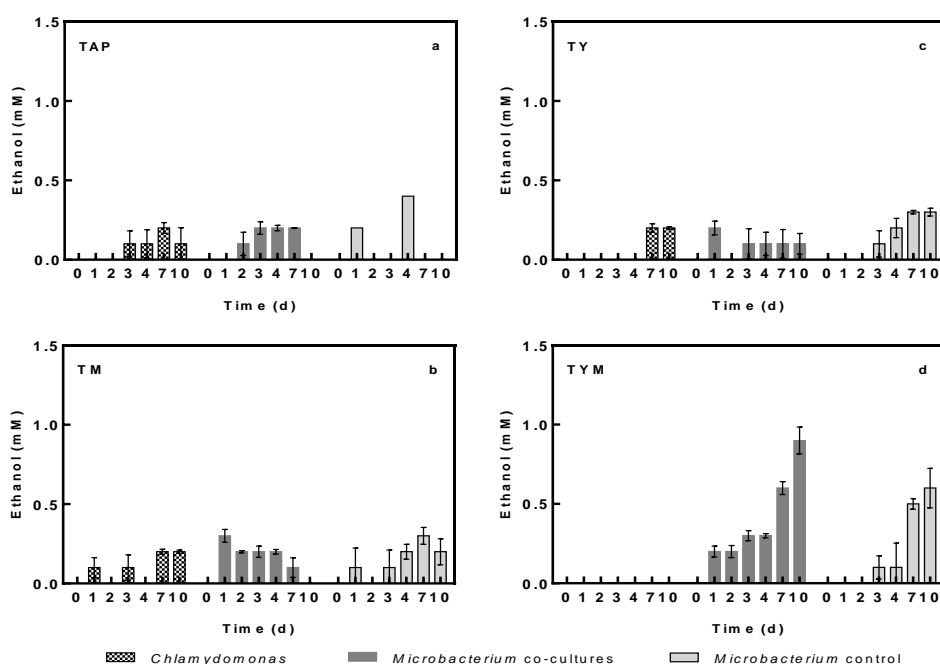 1.5
TAP
a
1.0
0.5
0.0
Ethanol (mM)
0 1 2 3 4 7 10 0 1 2 3 4 7 10 0 1 2 3 4 7 10
Time (d)
1.5
TY
c
1.0
0.5
0.0
Ethanol (mM)
0 1 2 3 4 7 10 0 1 2 3 4 7 10 0 1 2 3 4 7 10
Time (d)
1.5
TM
b
1.0
0.5
0.0
Ethanol (mM)
0 1 2 3 4 7 10 0 1 2 3 4 7 10 0 1 2 3 4 7 10
Time (d)
1.5
TYM
d
1.0
0.5
0.0
Ethanol (mM)
0 1 2 3 4 7 10 0 1 2 3 4 7 10 0 1 2 3 4 7 10
Time (d)
Chlamydomonas
Microbacterium co-cultures
Microbacterium control